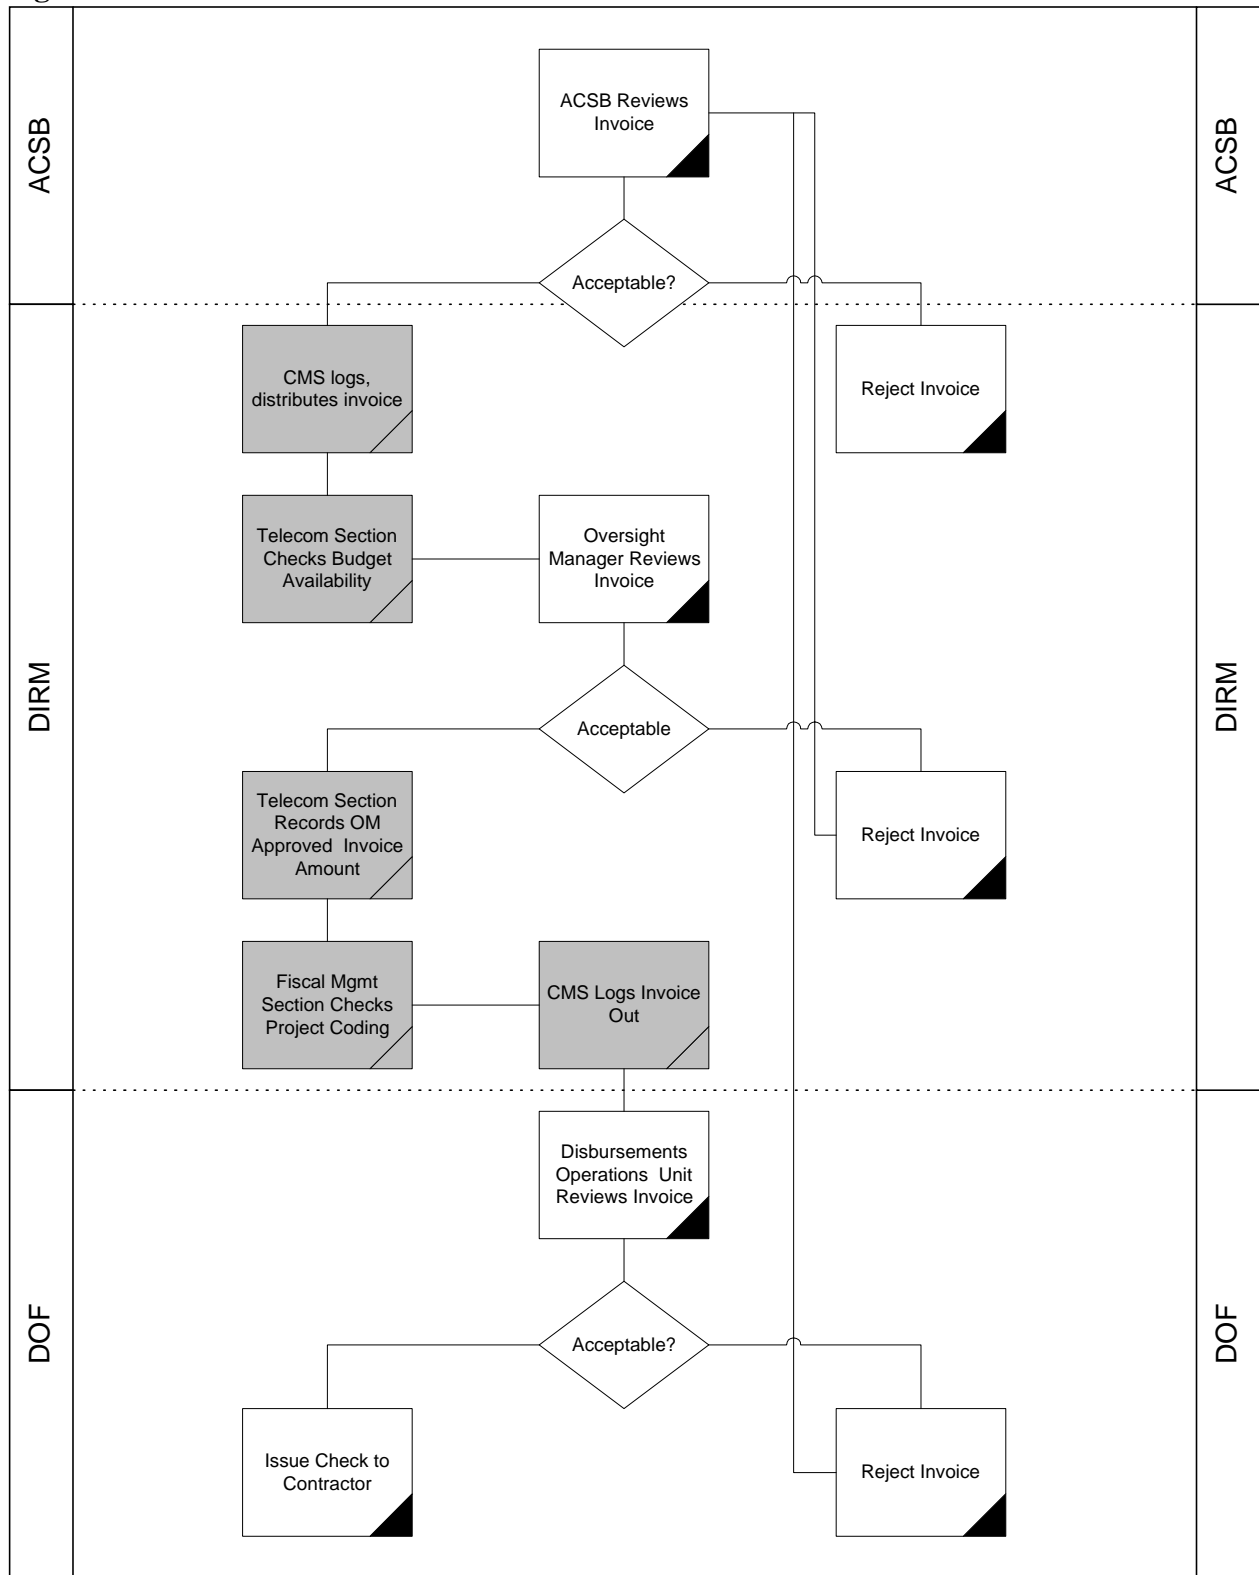 ACSB
ACSB
ACSB Reviews
Invoice
Acceptable?
DIRM
DIRM
CMS logs,
distributes invoice
Reject Invoice
Telecom Section
Checks Budget
Availability
Oversight
Manager Reviews
Invoice
Acceptable
Telecom Section
Records OM
Approved Invoice
Amount
Reject Invoice
Fiscal Mgmt
Section Checks
Project Coding
CMS Logs Invoice
Out
DOF
DOF
Disbursements
Operations Unit
Reviews Invoice
Acceptable?
Issue Check to
Contractor
Reject Invoice